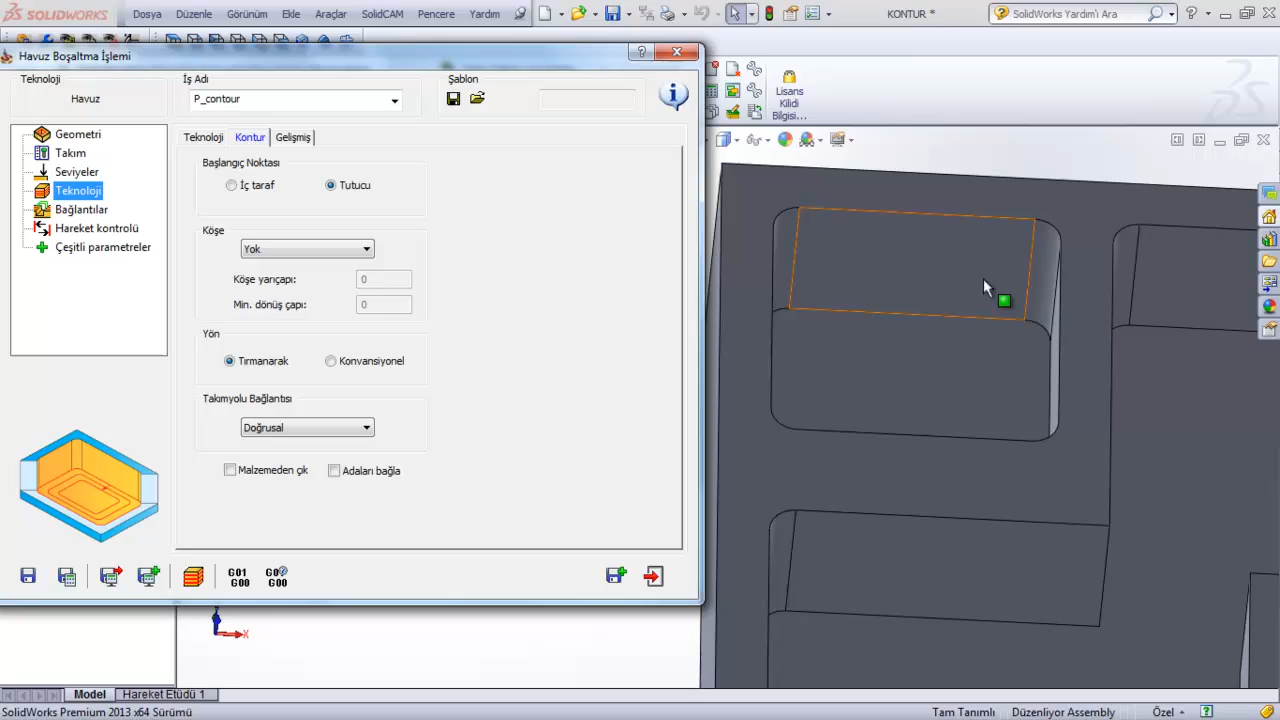 SOLIDWORKS
Dosya Düzenle Görünüm Ekle Araçlar SolidCAM Pencere Yardım
KONTUR *
SolidWorks Yardım'ı Ara
Havuz Boşaltma İşlemi
Teknoloji
Havuz
İş Adı
P_contour
Şablon
Lisans
Kilidi
Bilgisi...
Geometri
Takım
Seviyeler
Teknoloji
Bağlantılar
Hareket kontrolü
Çeşitli parametreler
Teknoloji Kontur Gelişmiş
Başlangıç Noktası
İç taraf Tutucu
Köşe
Yok
Köşe yarıçapı: 0
Min. dönüş çapı: 0
Yön
Tırmanarak Konvansiyonel
Takımyolu Bağlantısı
Doğrusal
Malzemeden çık Adaları bağla
G01
G00
G0
G00
X
Model Hareket Etüdü 1
SolidWorks Premium 2013 x64 Sürümü
Tam Tanımlı Düzenliyor Assembly Özel